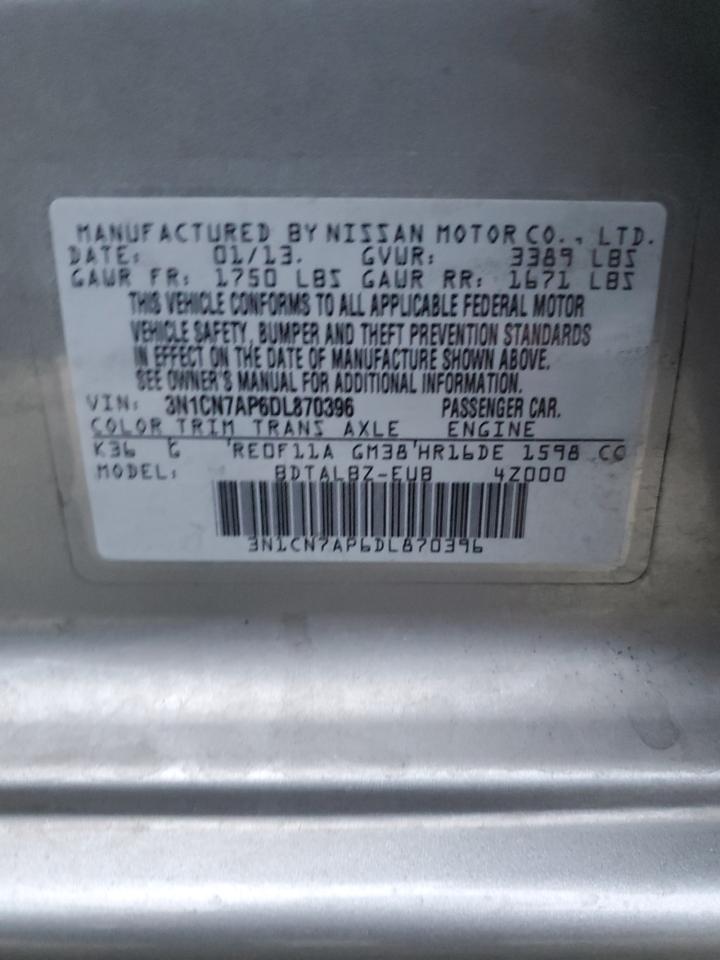 MANUFACTURED BY NISSAN MOTOR CO., LTD.
DATE: 01/13. GVWR: 3389 LBS
GAWR FR: 1750 LBS GAWR RR: 1671 LBS
THIS VEHICLE CONFORMS TO ALL APPLICABLE FEDERAL MOTOR
VEHICLE SAFETY, BUMPER AND THEFT PREVENTION STANDARDS
IN EFFECT ON THE DATE OF MANUFACTURE SHOWN ABOVE.
SEE OWNER'S MANUAL FOR ADDITIONAL INFORMATION.
VIN: 3N1CN7AP6DL870396 PASSENGER CAR.
COLOR TRIM TRANS AXLE ENGINE
K36 G RE0F11A GM38 HR16DE 1598 CC
MODEL: BDTALBZ-EUB 4Z000
3N1CN7AP6DL870396